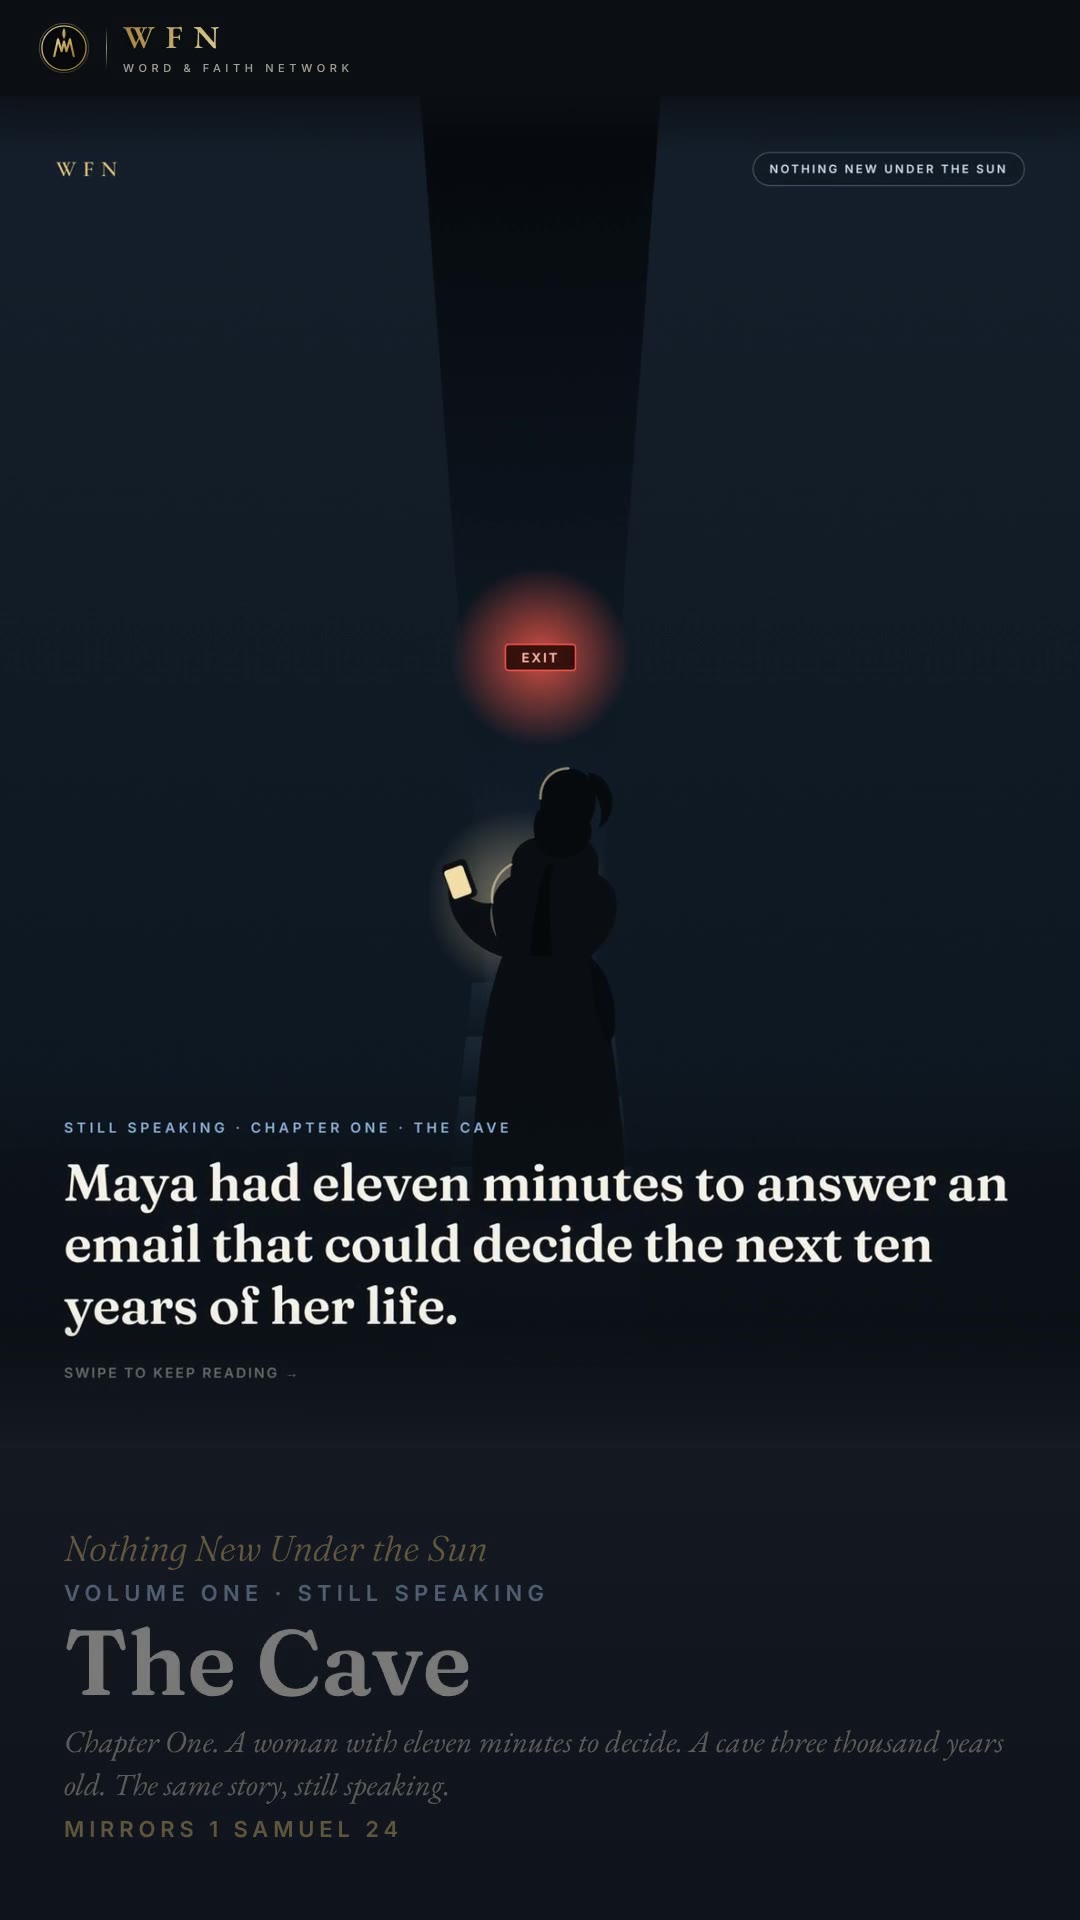 WFN
WORD & FAITH NETWORK
WFN
NOTHING NEW UNDER THE SUN
EXIT
STILL SPEAKING · CHAPTER ONE · THE CAVE
Maya had eleven minutes to answer an
email that could decide the next ten
years of her life.
SWIPE TO KEEP READING →
Nothing New Under the Sun
VOLUME ONE · STILL SPEAKING
The Cave
Chapter One. A woman with eleven minutes to decide. A cave three thousand years
old. The same story, still speaking.
MIRRORS 1 SAMUEL 24